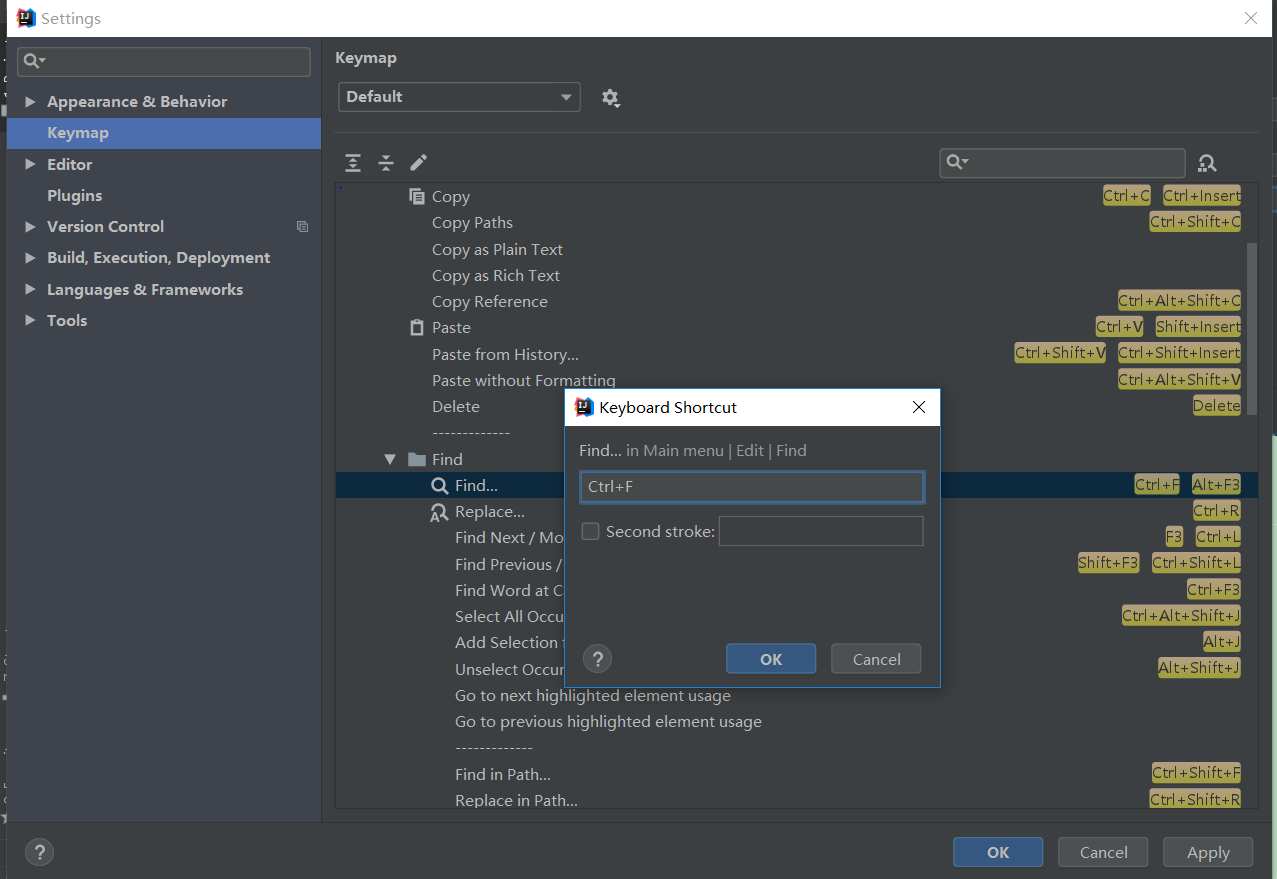 Settings
Appearance & Behavior
Keymap
Editor
Plugins
Version Control
Build, Execution, Deployment
Languages & Frameworks
Tools
Keymap
Default
Copy Ctrl+C Ctrl+Insert
Copy Paths Ctrl+Shift+C
Copy as Plain Text
Copy as Rich Text
Copy Reference Ctrl+Alt+Shift+C
Paste Ctrl+V Shift+Insert
Paste from History... Ctrl+Shift+V Ctrl+Shift+Insert
Paste without Formatting Ctrl+Alt+Shift+V
Delete Delete
-------------
Find
Find... Ctrl+F Alt+F3
Replace... Ctrl+R
Find Next / Mo F3 Ctrl+L
Find Previous / Shift+F3 Ctrl+Shift+L
Find Word at C Ctrl+F3
Select All Occu Ctrl+Alt+Shift+J
Add Selection Alt+J
Unselect Occur Alt+Shift+J
Go to next highlighted element usage
Go to previous highlighted element usage
-------------
Find in Path... Ctrl+Shift+F
Replace in Path... Ctrl+Shift+R
Keyboard Shortcut
Find... in Main menu | Edit | Find
Ctrl+F
Second stroke:
? OK Cancel
? OK Cancel Apply